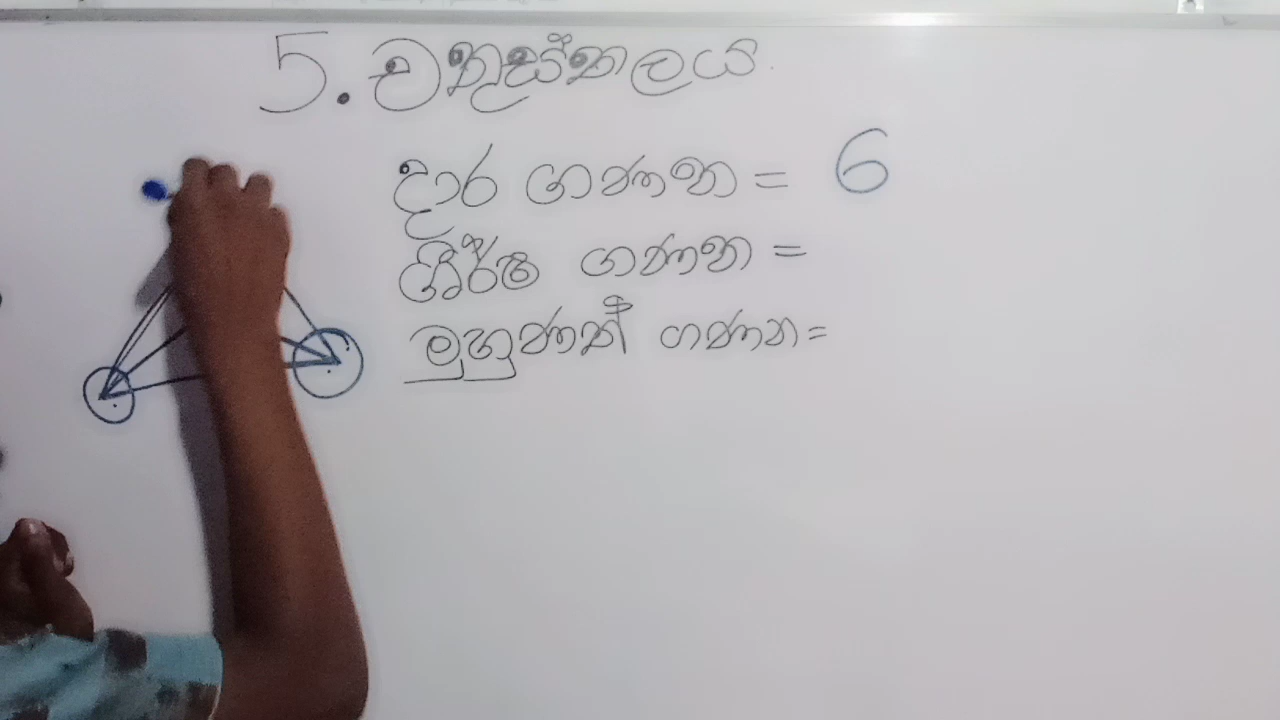 5. චතුස්තලය
දාර ගණන = 6
ශීර්ෂ ගණන =
මුහුණත් ගණන =